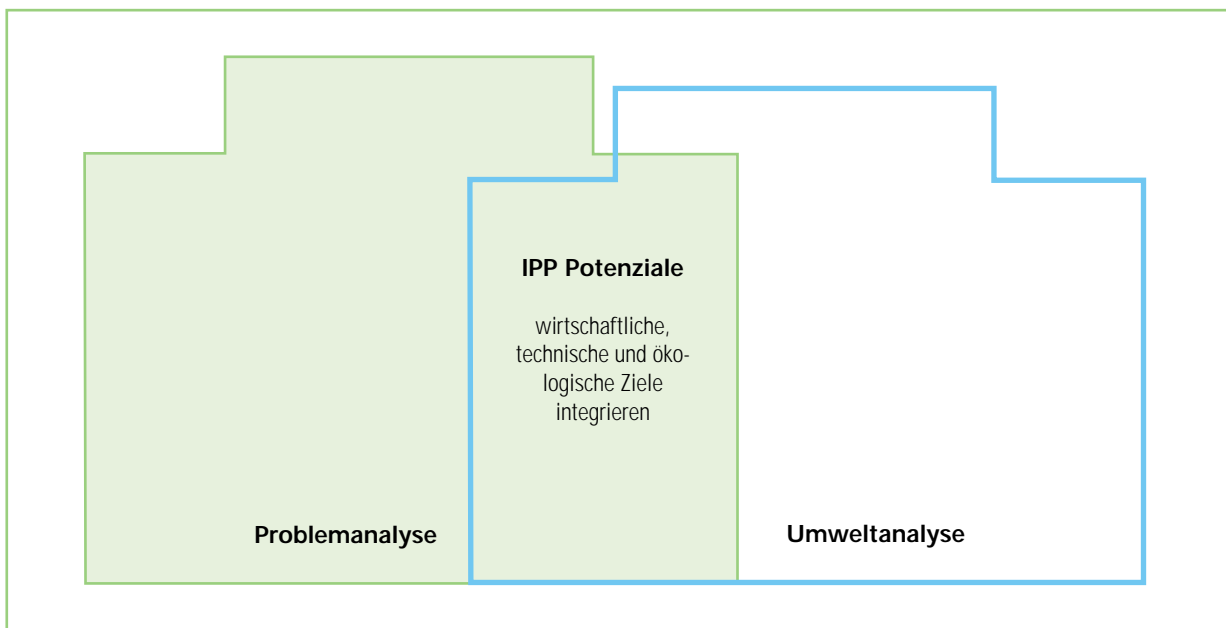 IPP Potenziale
wirtschaftliche,
technische und öko-
logische Ziele
integrieren
Problemanalyse
Umweltanalyse